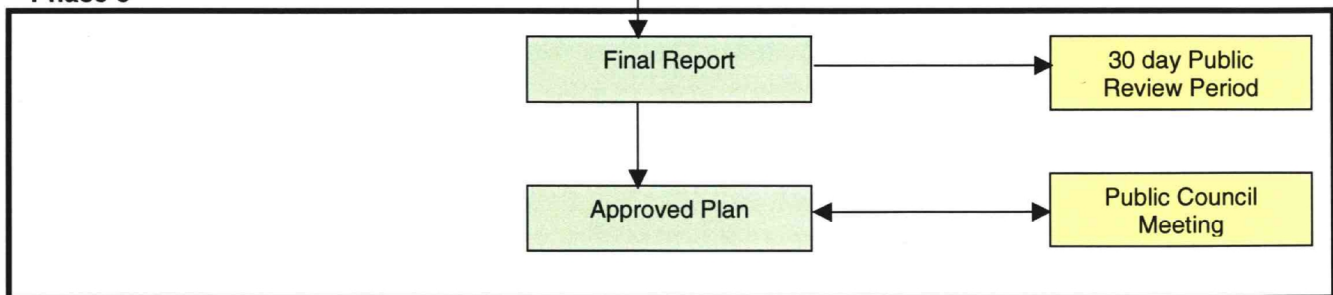 Final Report
30 day Public
Review Period
Approved Plan
Public Council
Meeting